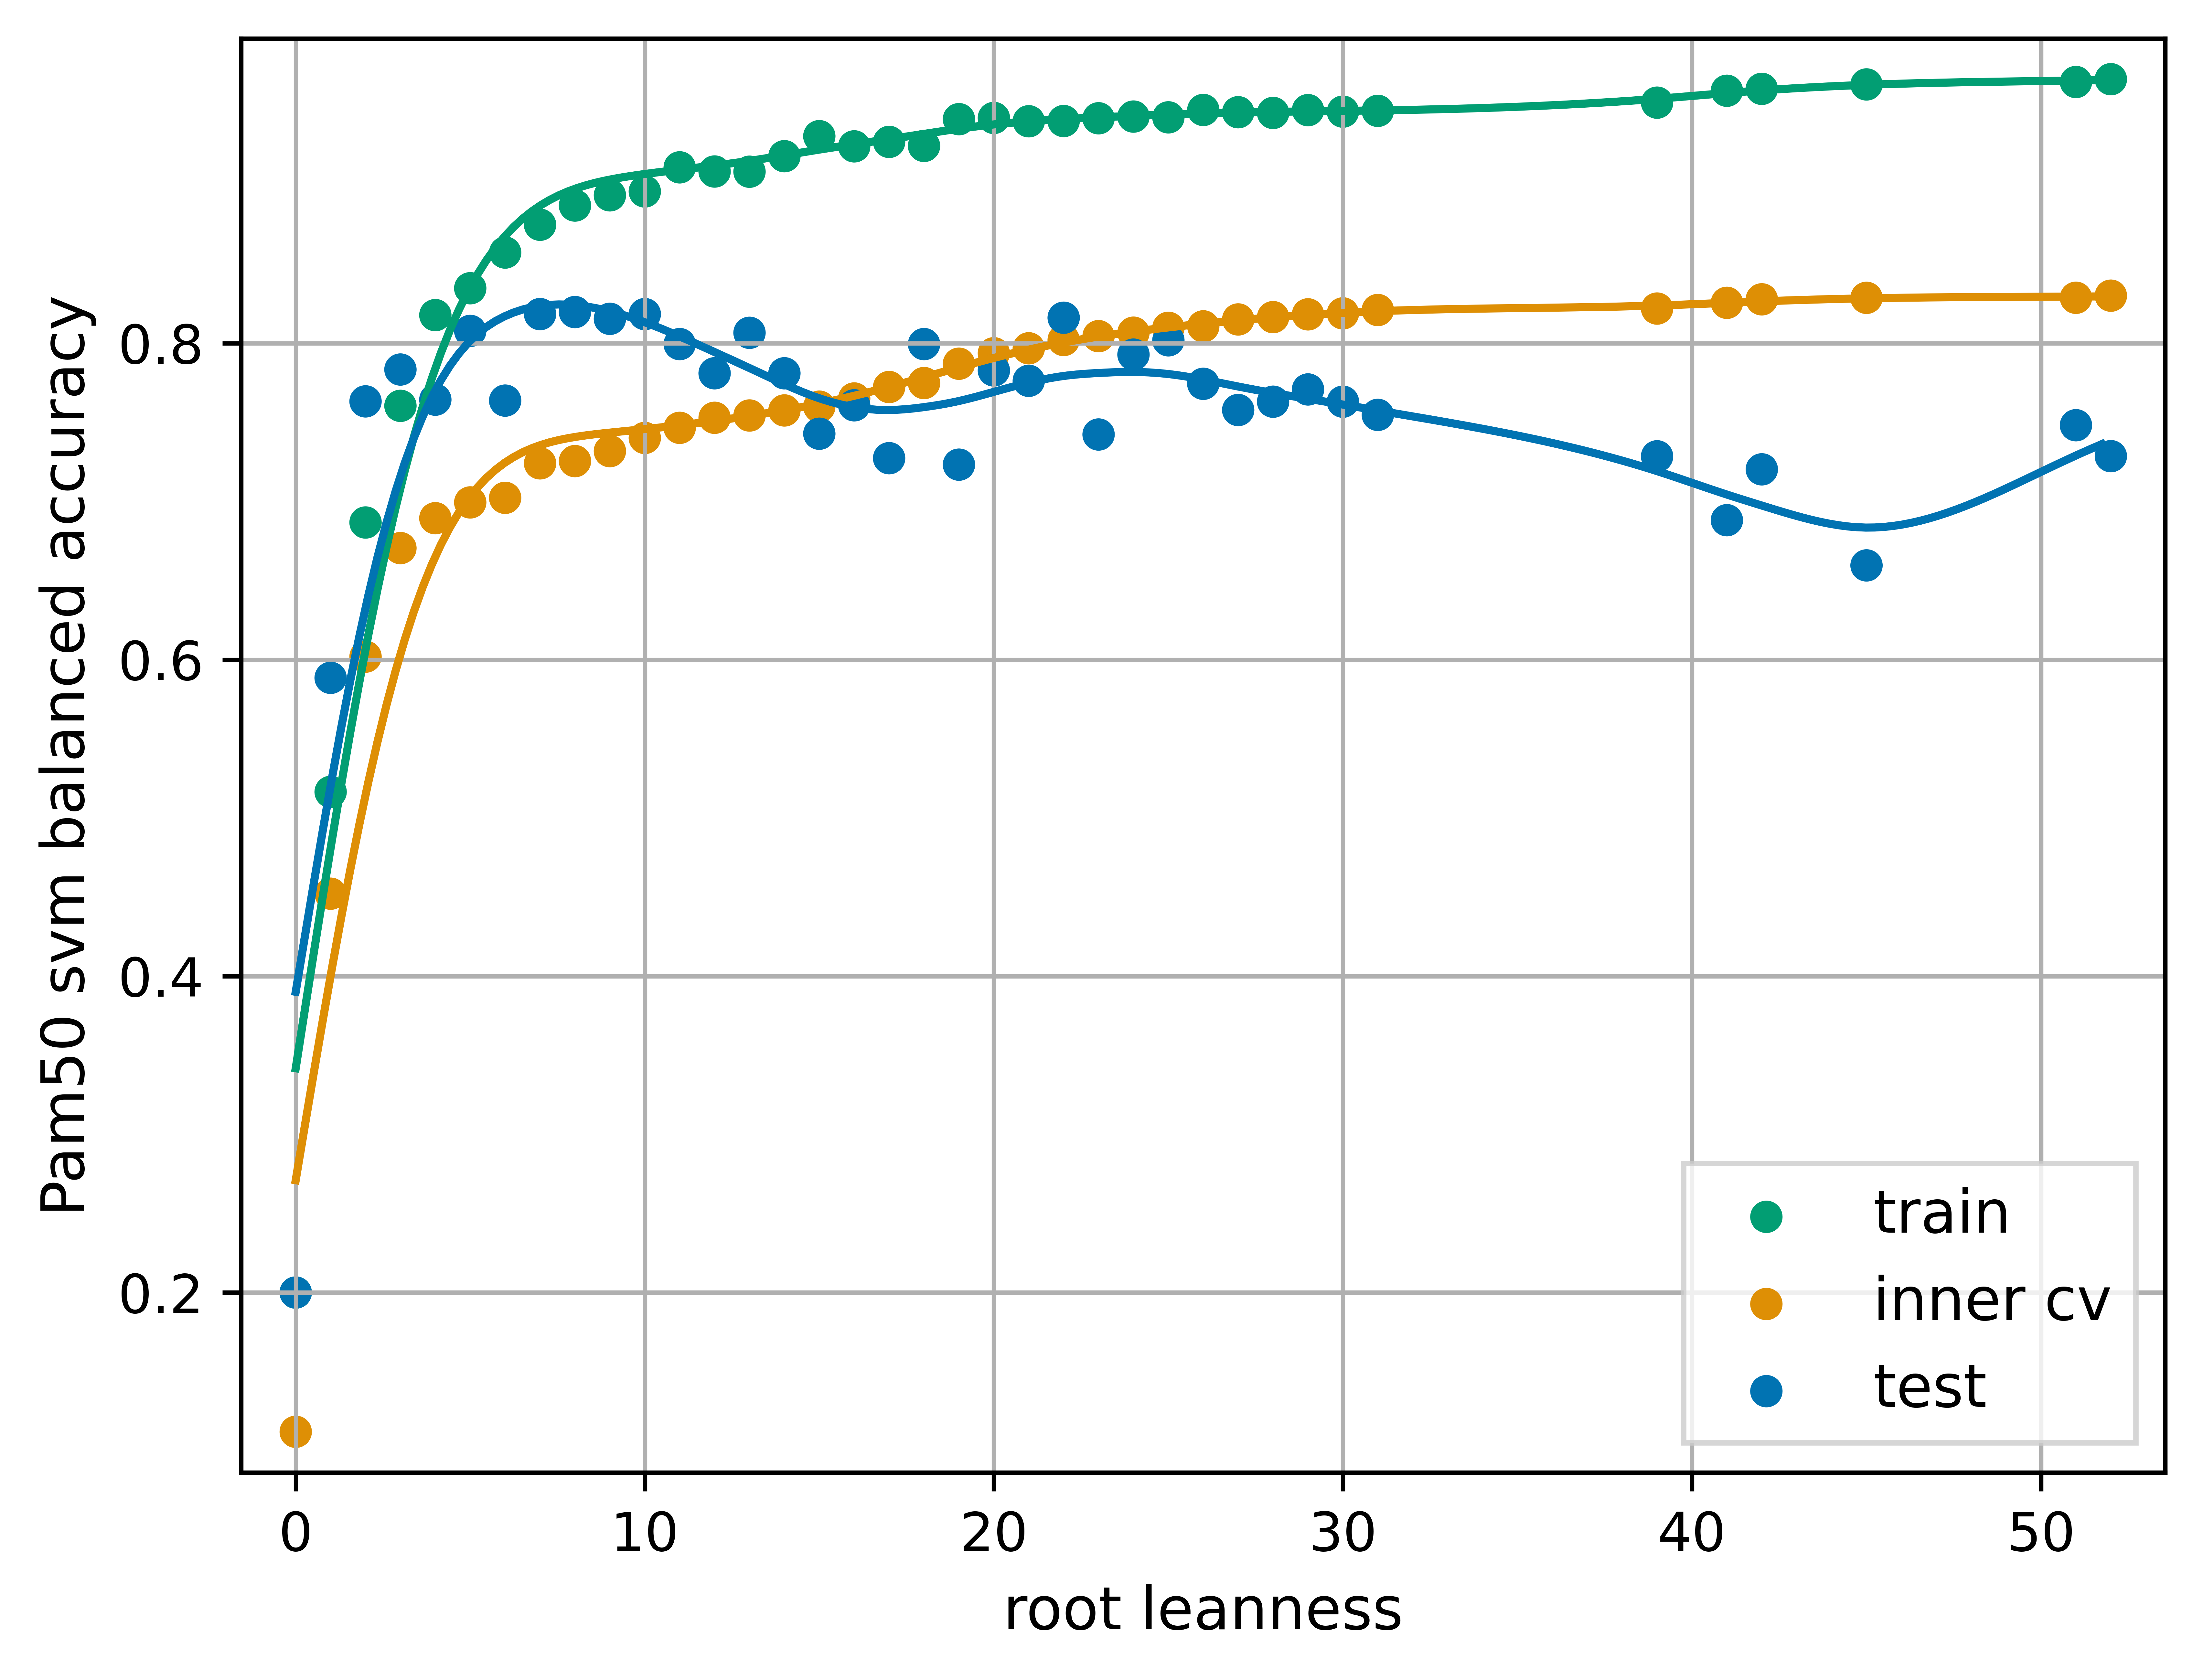 Pam50 svm balanced accuracy
0.8
0.6
0.4
0.2
0 10 20 30 40 50
root leanness
train
inner cv
test